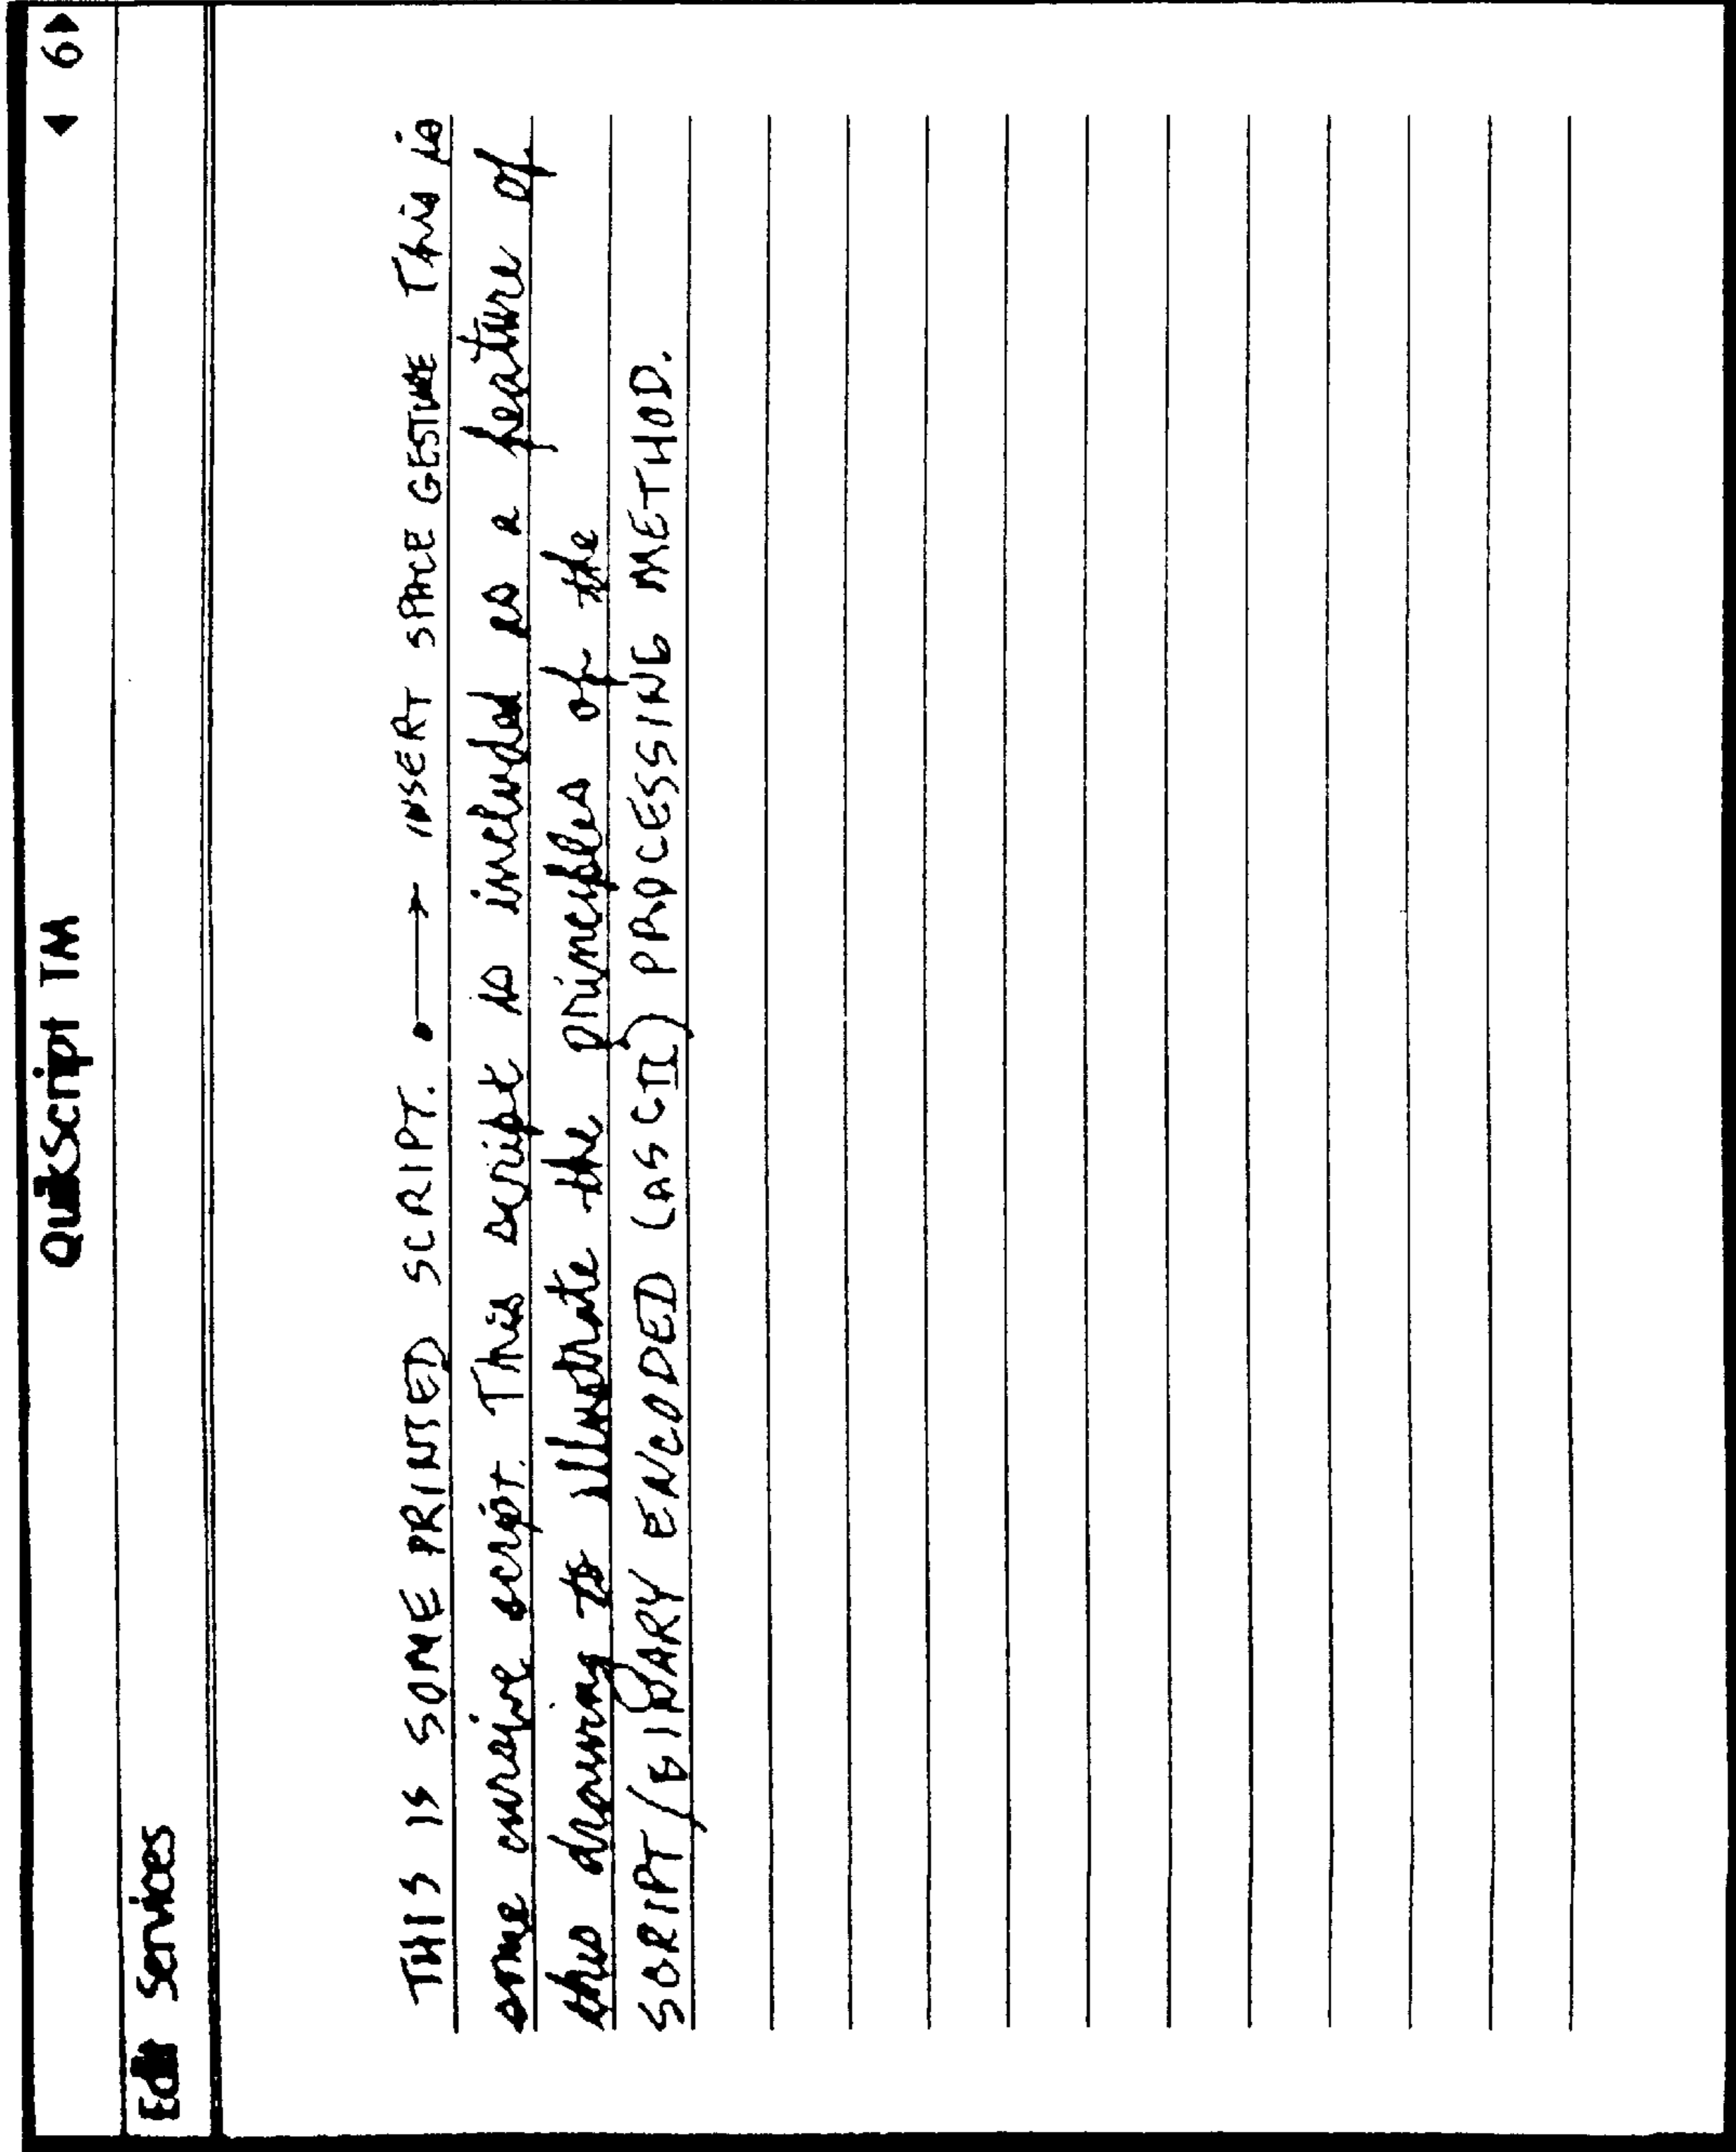 QuikScript TM ◀ 6▶
Edit Services
THIS IS SOME PRINTED SCRIPT. •→ INSERT SPACE GESTURE This is
some cursive script. This script is included as a feature of
this drawing to illustrate the principles of the
SCRIPT/BINARY ENCODED (ASCII) PROCESSING METHOD.